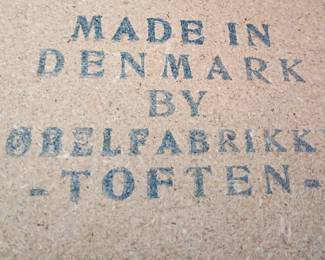 MADE IN
DENMARK
BY
ØBELFABRIKK
-TOFTEN-